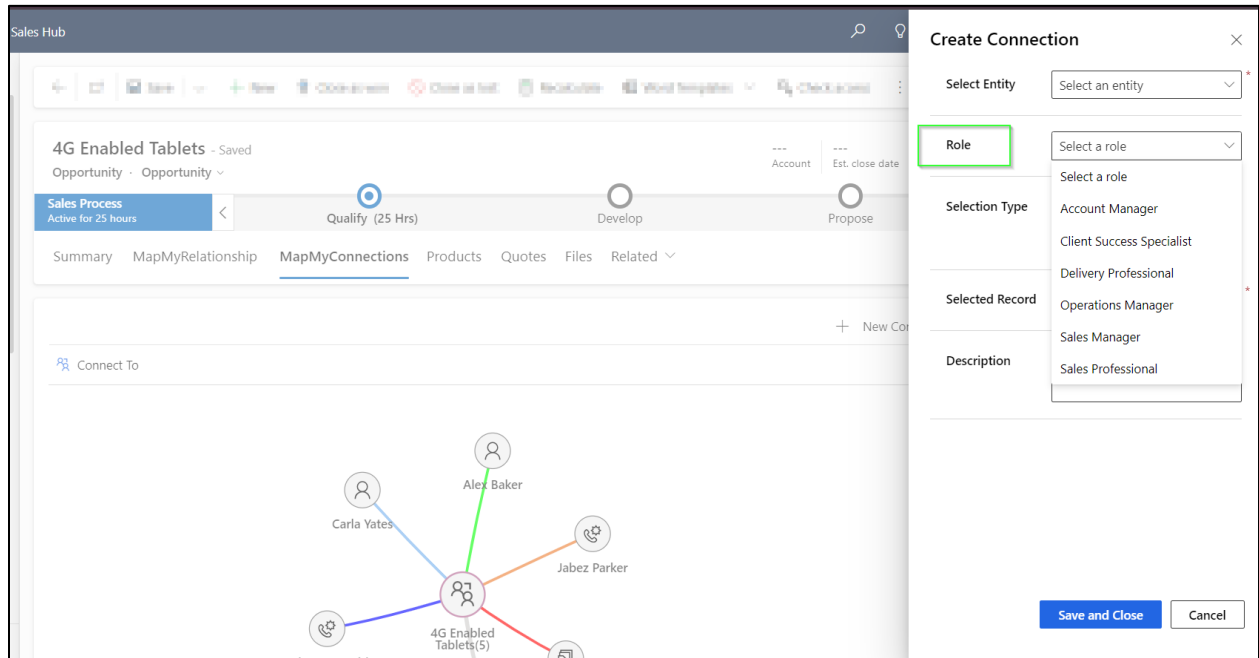 Sales Hub
Save
New
4G Enabled Tablets - Saved
Opportunity · Opportunity
---
Account
---
Est. close date
Sales Process
Active for 25 hours
Qualify (25 Hrs)
Develop
Propose
Summary MapMyRelationship MapMyConnections Products Quotes Files Related
New Con
Connect To
Alex Baker
Carla Yates
Jabez Parker
4G Enabled
Tablets(5)
Create Connection
Select Entity
Select an entity
*
Role
Select a role
Select a role
Account Manager
Client Success Specialist
Delivery Professional
Operations Manager
Sales Manager
Sales Professional
Selection Type
Selected Record
*
Description
Save and Close
Cancel